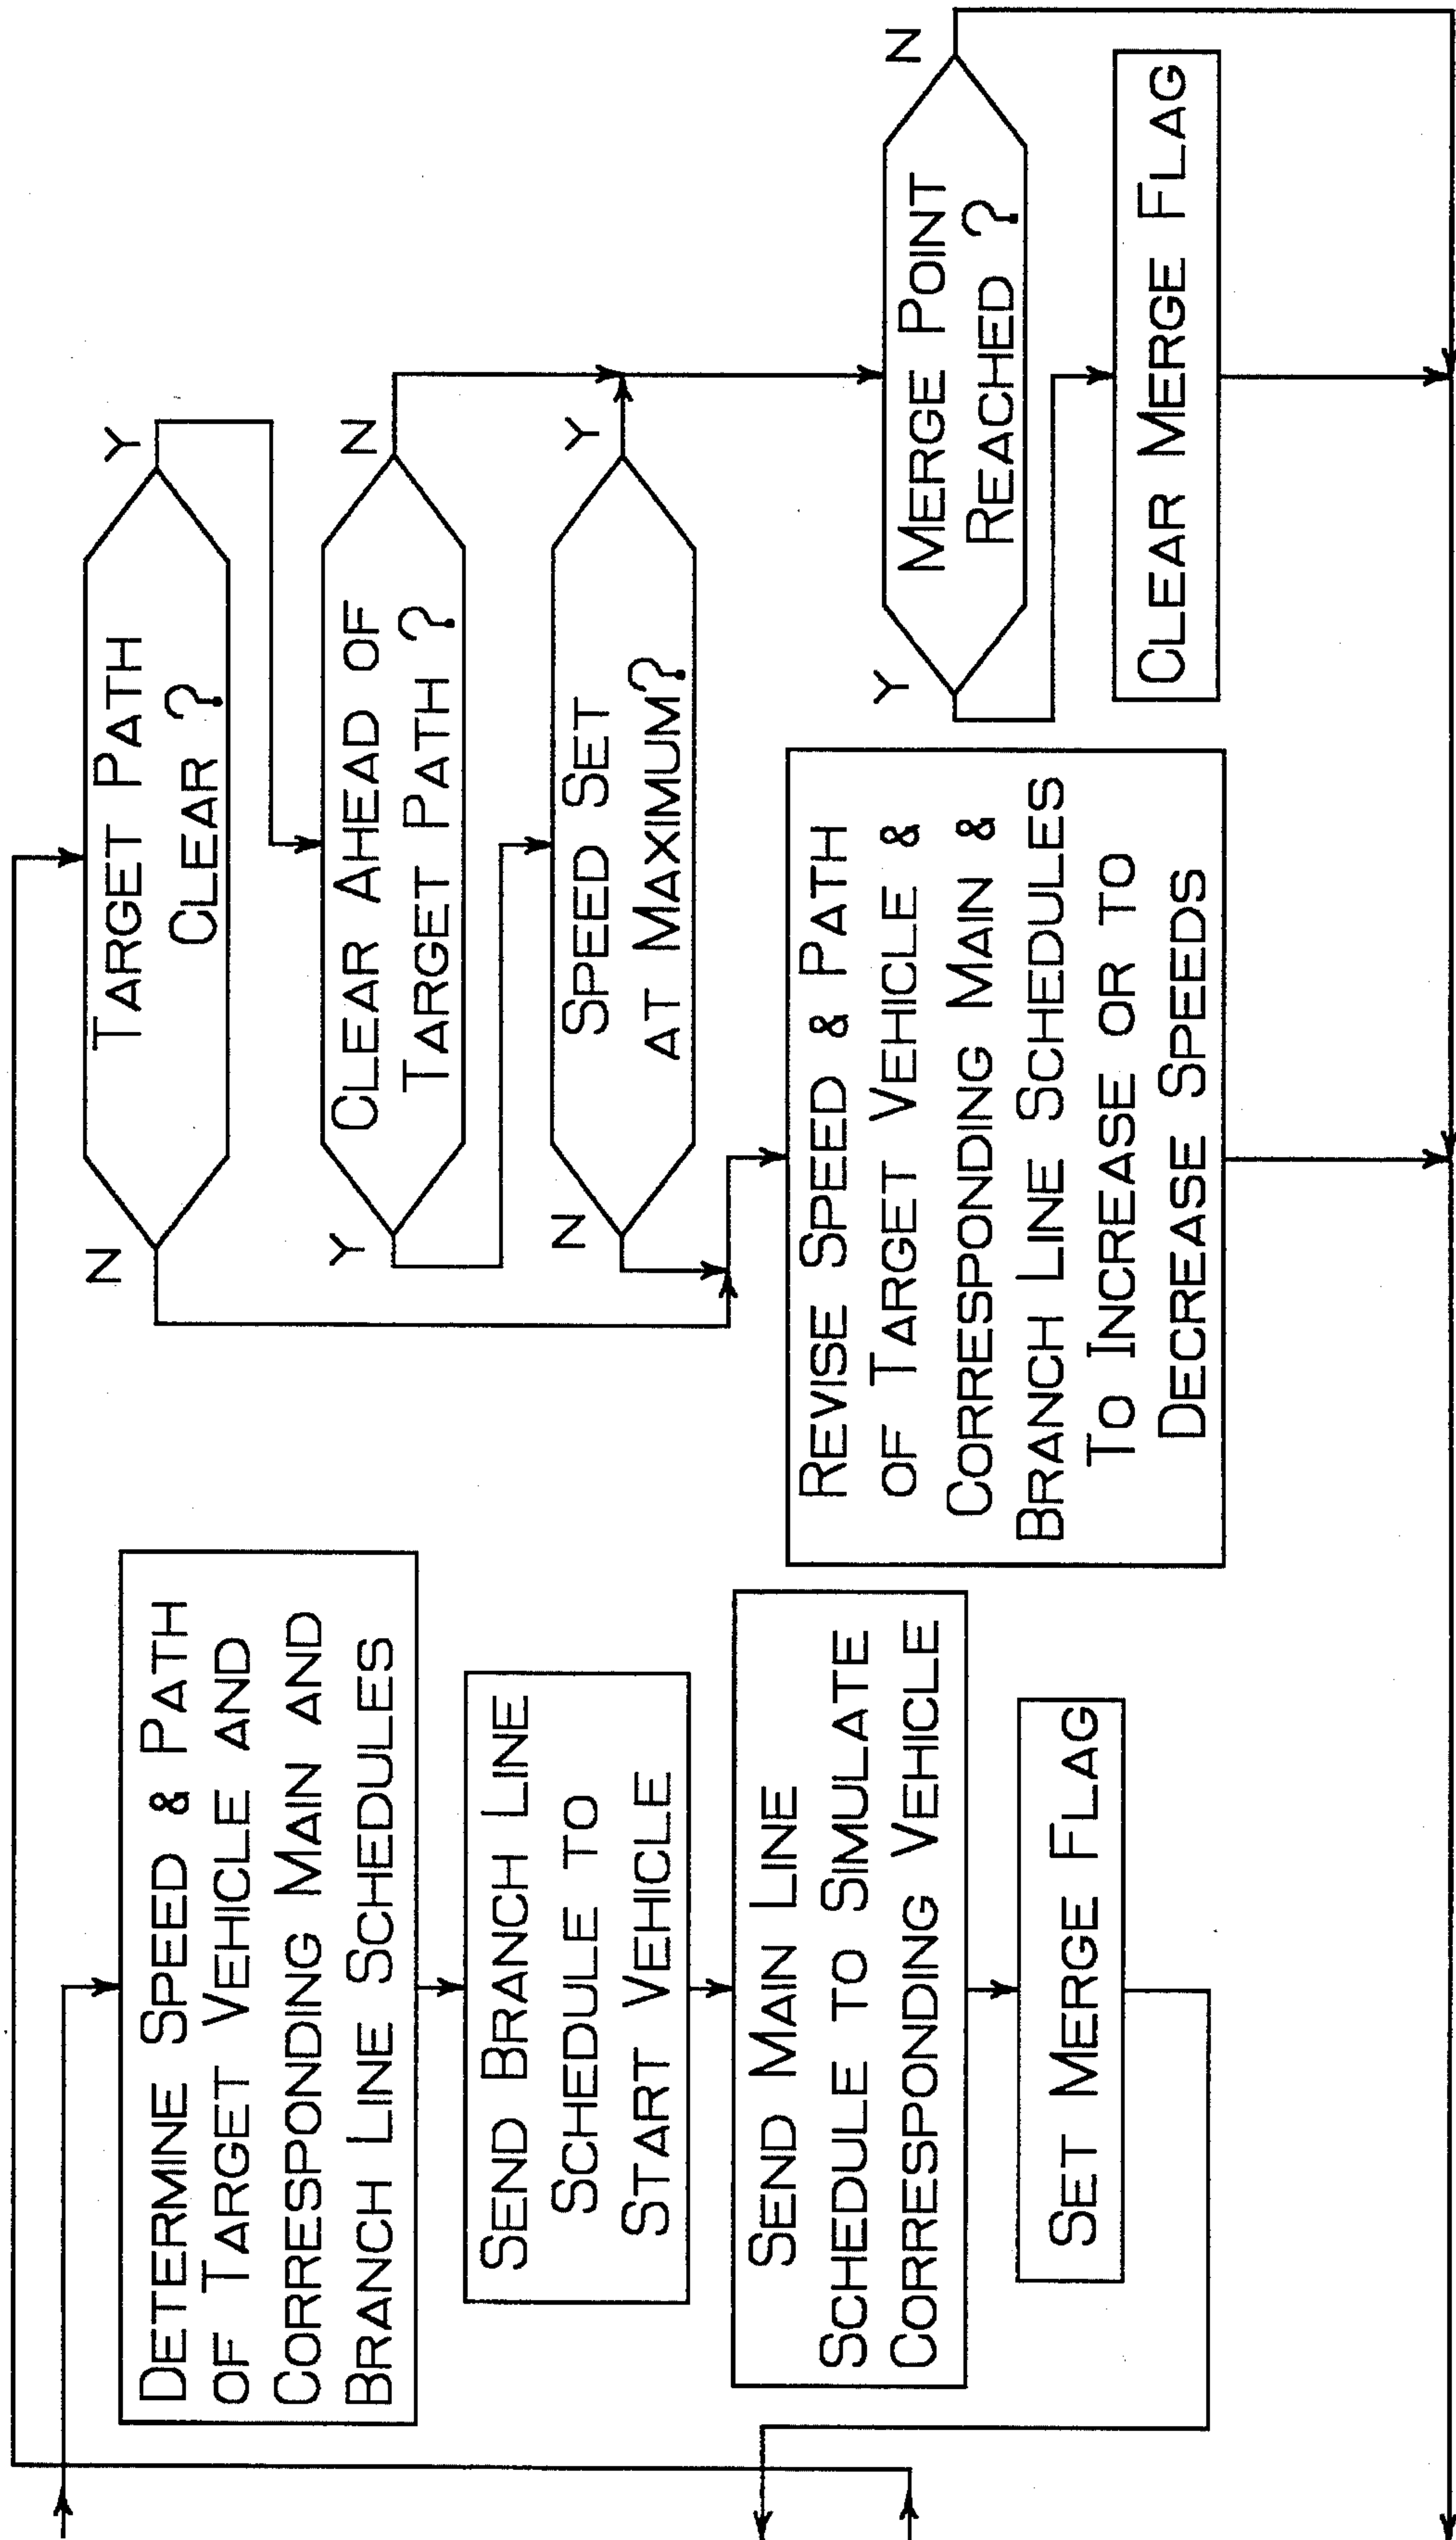 DETERMINE SPEED & PATH
OF TARGET VEHICLE AND
CORRESPONDING MAIN AND
BRANCH LINE SCHEDULES
SEND BRANCH LINE
SCHEDULE TO
START VEHICLE
SEND MAIN LINE
SCHEDULE TO SIMULATE
CORRESPONDING VEHICLE
SET MERGE FLAG
N
TARGET PATH
CLEAR ?
Y
Y
CLEAR AHEAD OF
TARGET PATH ?
N
N
SPEED SET
AT MAXIMUM?
Y
REVISE SPEED & PATH
OF TARGET VEHICLE &
CORRESPONDING MAIN &
BRANCH LINE SCHEDULES
TO INCREASE OR TO
DECREASE SPEEDS
Y
MERGE POINT
REACHED ?
N
CLEAR MERGE FLAG